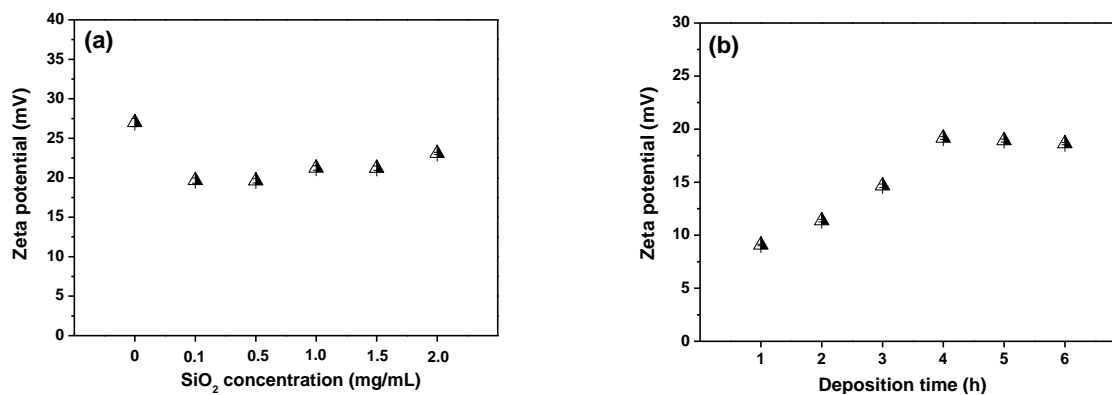 (a)
Zeta potential (mV)
40
35
30
25
20
15
10
5
0
0 0.1 0.5 1.0 1.5 2.0
SiO2 concentration (mg/mL)
(b)
Zeta potential (mV)
30
25
20
15
10
5
0
1 2 3 4 5 6
Deposition time (h)